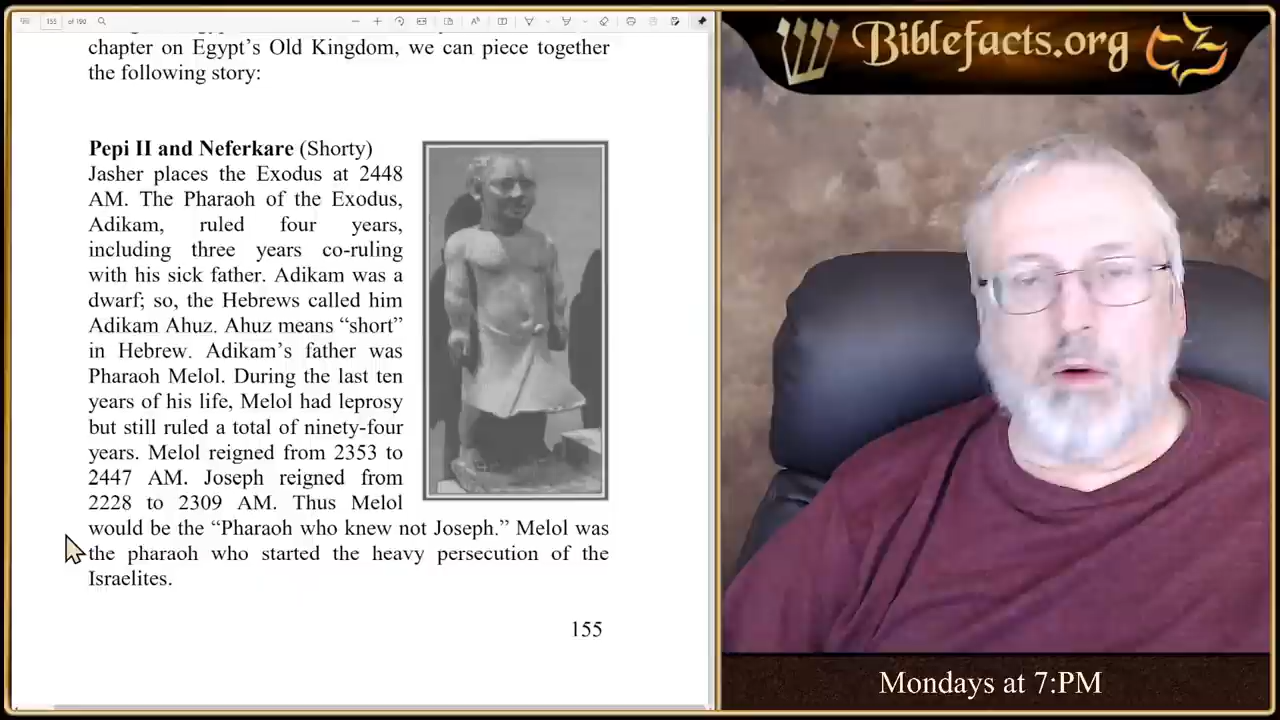 155 of 190
chapter on Egypt's Old Kingdom, we can piece together
the following story:
Pepi II and Neferkare (Shorty)
Jasher places the Exodus at 2448
AM. The Pharaoh of the Exodus,
Adikam, ruled four years,
including three years co-ruling
with his sick father. Adikam was a
dwarf; so, the Hebrews called him
Adikam Ahuz. Ahuz means “short”
in Hebrew. Adikam’s father was
Pharaoh Melol. During the last ten
years of his life, Melol had leprosy
but still ruled a total of ninety-four
years. Melol reigned from 2353 to
2447 AM. Joseph reigned from
2228 to 2309 AM. Thus Melol
would be the “Pharaoh who knew not Joseph.” Melol was
the pharaoh who started the heavy persecution of the
Israelites.
155
ש Biblefacts.org
Mondays at 7:PM